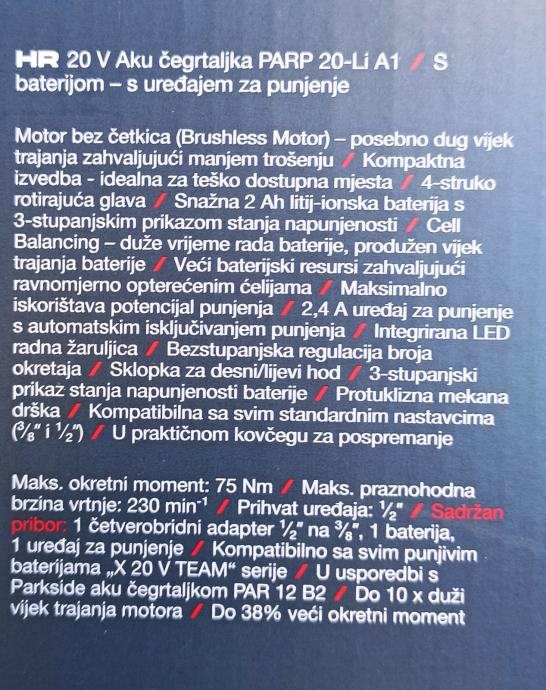 HR 20 V Aku čegrtaljka PARP 20-Li A1 / S
baterijom – s uređajem za punjenje
Motor bez četkica (Brushless Motor) – posebno dug vijek
trajanja zahvaljujući manjem trošenju / Kompaktna
izvedba - idealna za teško dostupna mjesta / 4-struko
rotirajuća glava / Snažna 2 Ah litij-ionska baterija s
3-stupanjskim prikazom stanja napunjenosti / Cell
Balancing – duže vrijeme rada baterije, produžen vijek
trajanja baterije / Veći baterijski resursi zahvaljujući
ravnomjerno opterećenim ćelijama / Maksimalno
iskorištava potencijal punjenja / 2,4 A uređaj za punjenje
s automatskim isključivanjem punjenja / Integrirana LED
radna žaruljica / Bezstupanjska regulacija broja
okretaja / Sklopka za desni/lijevi hod / 3-stupanjski
prikaz stanja napunjenosti baterije / Protuklizna mekana
drška / Kompatibilna sa svim standardnim nastavcima
(⅜" i ½") / U praktičnom kovčegu za pospremanje
Maks. okretni moment: 75 Nm / Maks. praznohodna
brzina vrtnje: 230 min⁻¹ / Prihvat uređaja: ½" / Sadržan
pribor: 1 četverobridni adapter ½" na ⅜", 1 baterija,
1 uređaj za punjenje / Kompatibilno sa svim punjivim
baterijama „X 20 V TEAM“ serije / U usporedbi s
Parkside aku čegrtaljkom PAR 12 B2 / Do 10 x duži
vijek trajanja motora / Do 38% veći okretni moment